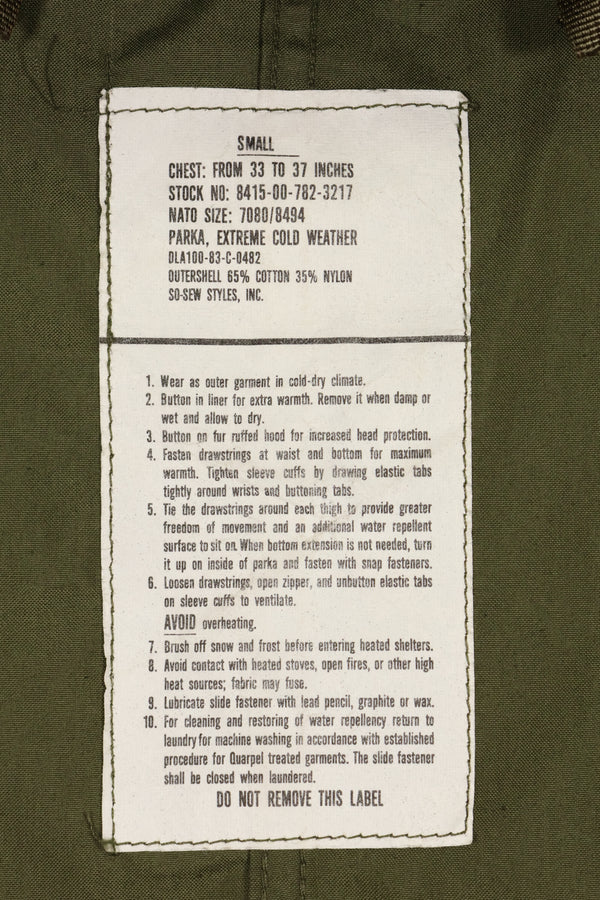 SMALL
CHEST: FROM 33 TO 37 INCHES
STOCK NO: 8415-00-782-3217
NATO SIZE: 7080/8494
PARKA, EXTREME COLD WEATHER
DLA100-83-C-0482
OUTERSHELL 65% COTTON 35% NYLON
SO-SEW STYLES, INC.
1. Wear as outer garment in cold-dry climate.
2. Button in liner for extra warmth. Remove it when damp or
wet and allow to dry.
3. Button on fur ruffed hood for increased head protection.
4. Fasten drawstrings at waist and bottom for maximum
warmth. Tighten sleeve cuffs by drawing elastic tabs
tightly around wrists and buttoning tabs.
5. Tie the drawstrings around each thigh to provide greater
freedom of movement and an additional water repellent
surface to sit on. When bottom extension is not needed, turn
it up on inside of parka and fasten with snap fasteners.
6. Loosen drawstrings, open zipper, and unbutton elastic tabs
on sleeve cuffs to ventilate.
AVOID overheating.
7. Brush off snow and frost before entering heated shelters.
8. Avoid contact with heated stoves, open fires, or other high
heat sources; fabric may fuse.
9. Lubricate slide fastener with lead pencil, graphite or wax.
10. For cleaning and restoring of water repellency return to
laundry for machine washing in accordance with established
procedure for Quarpel treated garments. The slide fastener
shall be closed when laundered.
DO NOT REMOVE THIS LABEL